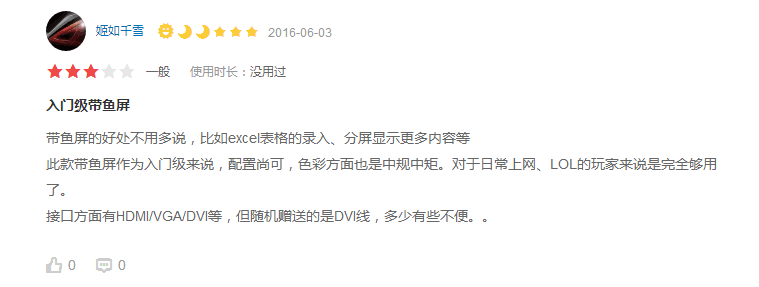 姬如千雪 2016-06-03
一般 使用时长：没用过
入门级带鱼屏
带鱼屏的好处不用多说，比如excel表格的录入、分屏显示更多内容等
此款带鱼屏作为入门级来说，配置尚可，色彩方面也是中规中矩。对于日常上网、LOL的玩家来说是完全够用
了。
接口方面有HDMI/VGA/DVI等，但随机赠送的是DVI线，多少有些不便。。
0 0